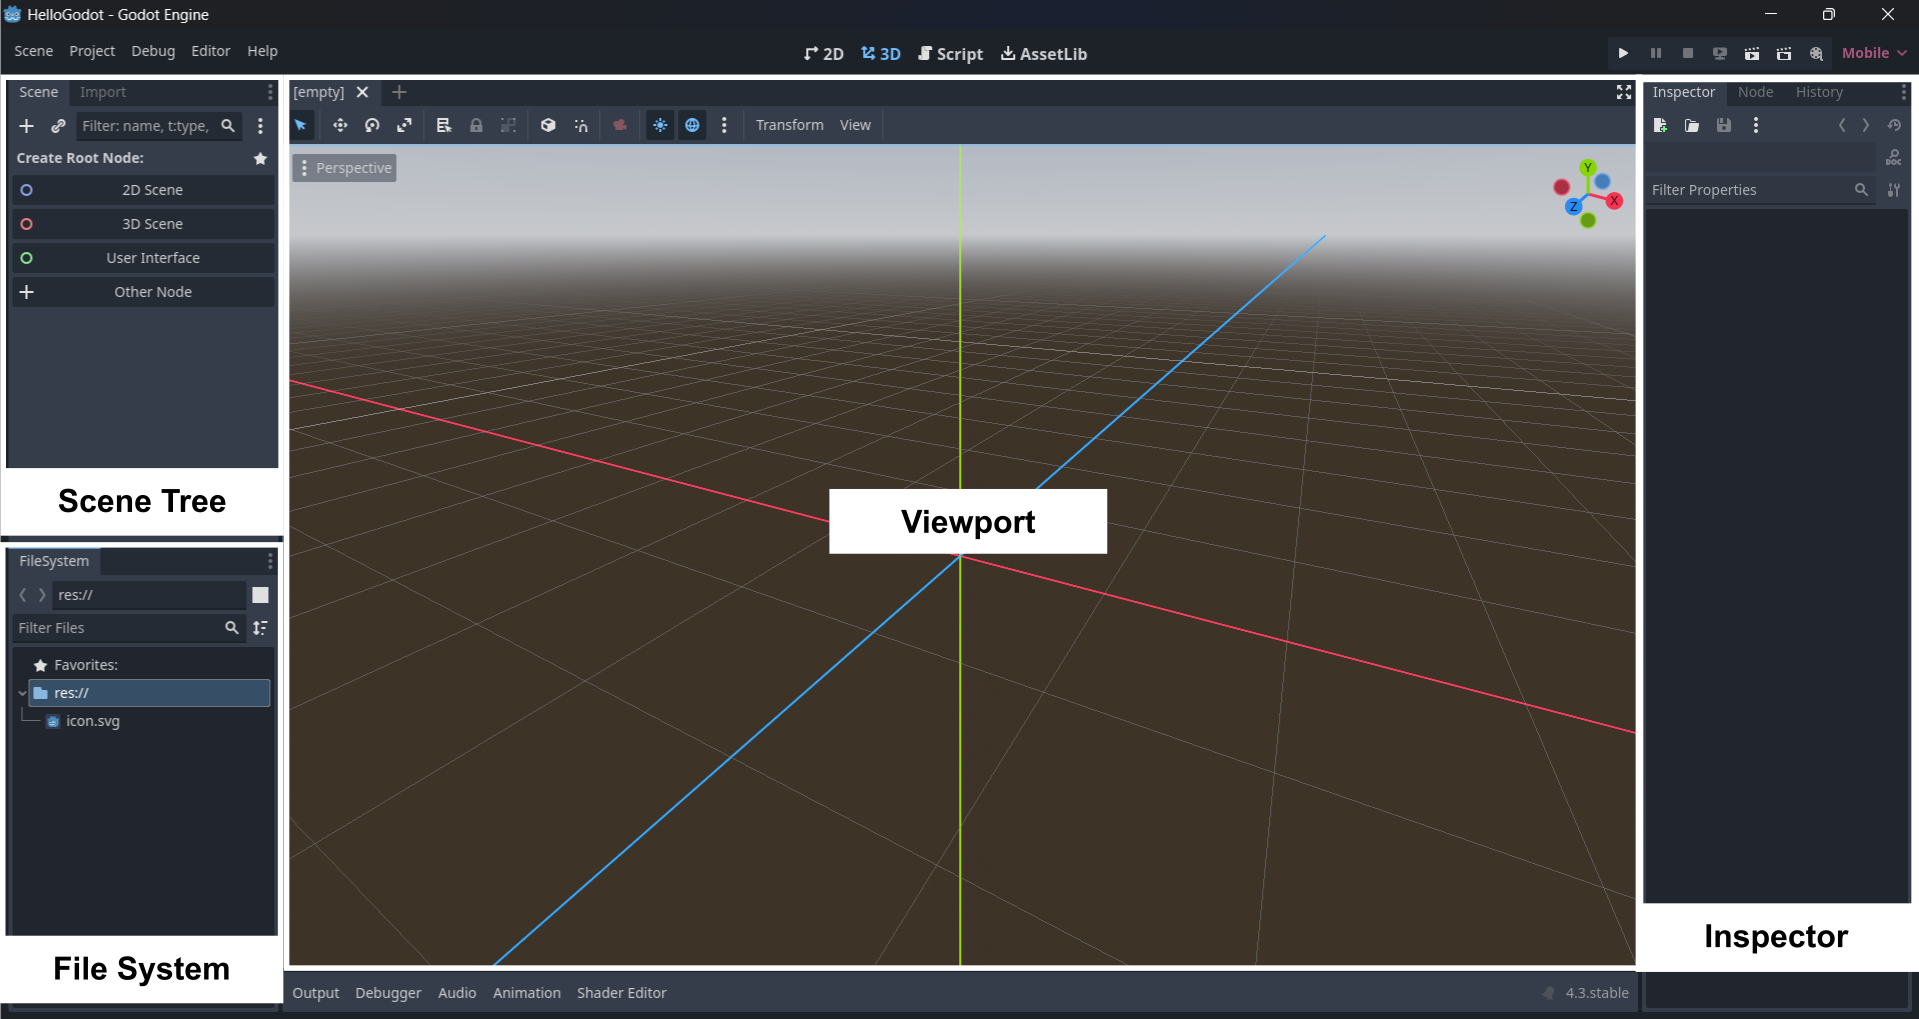 HelloGodot - Godot Engine
Scene Project Debug Editor Help
2D 3D Script AssetLib
Mobile
Scene Import
Filter: name, t:type,
Create Root Node:
2D Scene
3D Scene
User Interface
Other Node
Scene Tree
FileSystem
res://
Filter Files
Favorites:
res://
icon.svg
File System
[empty]
Transform View
Perspective
Y
X
Z
Viewport
Output Debugger Audio Animation Shader Editor
4.3.stable
Inspector Node History
DOC
Filter Properties
Inspector